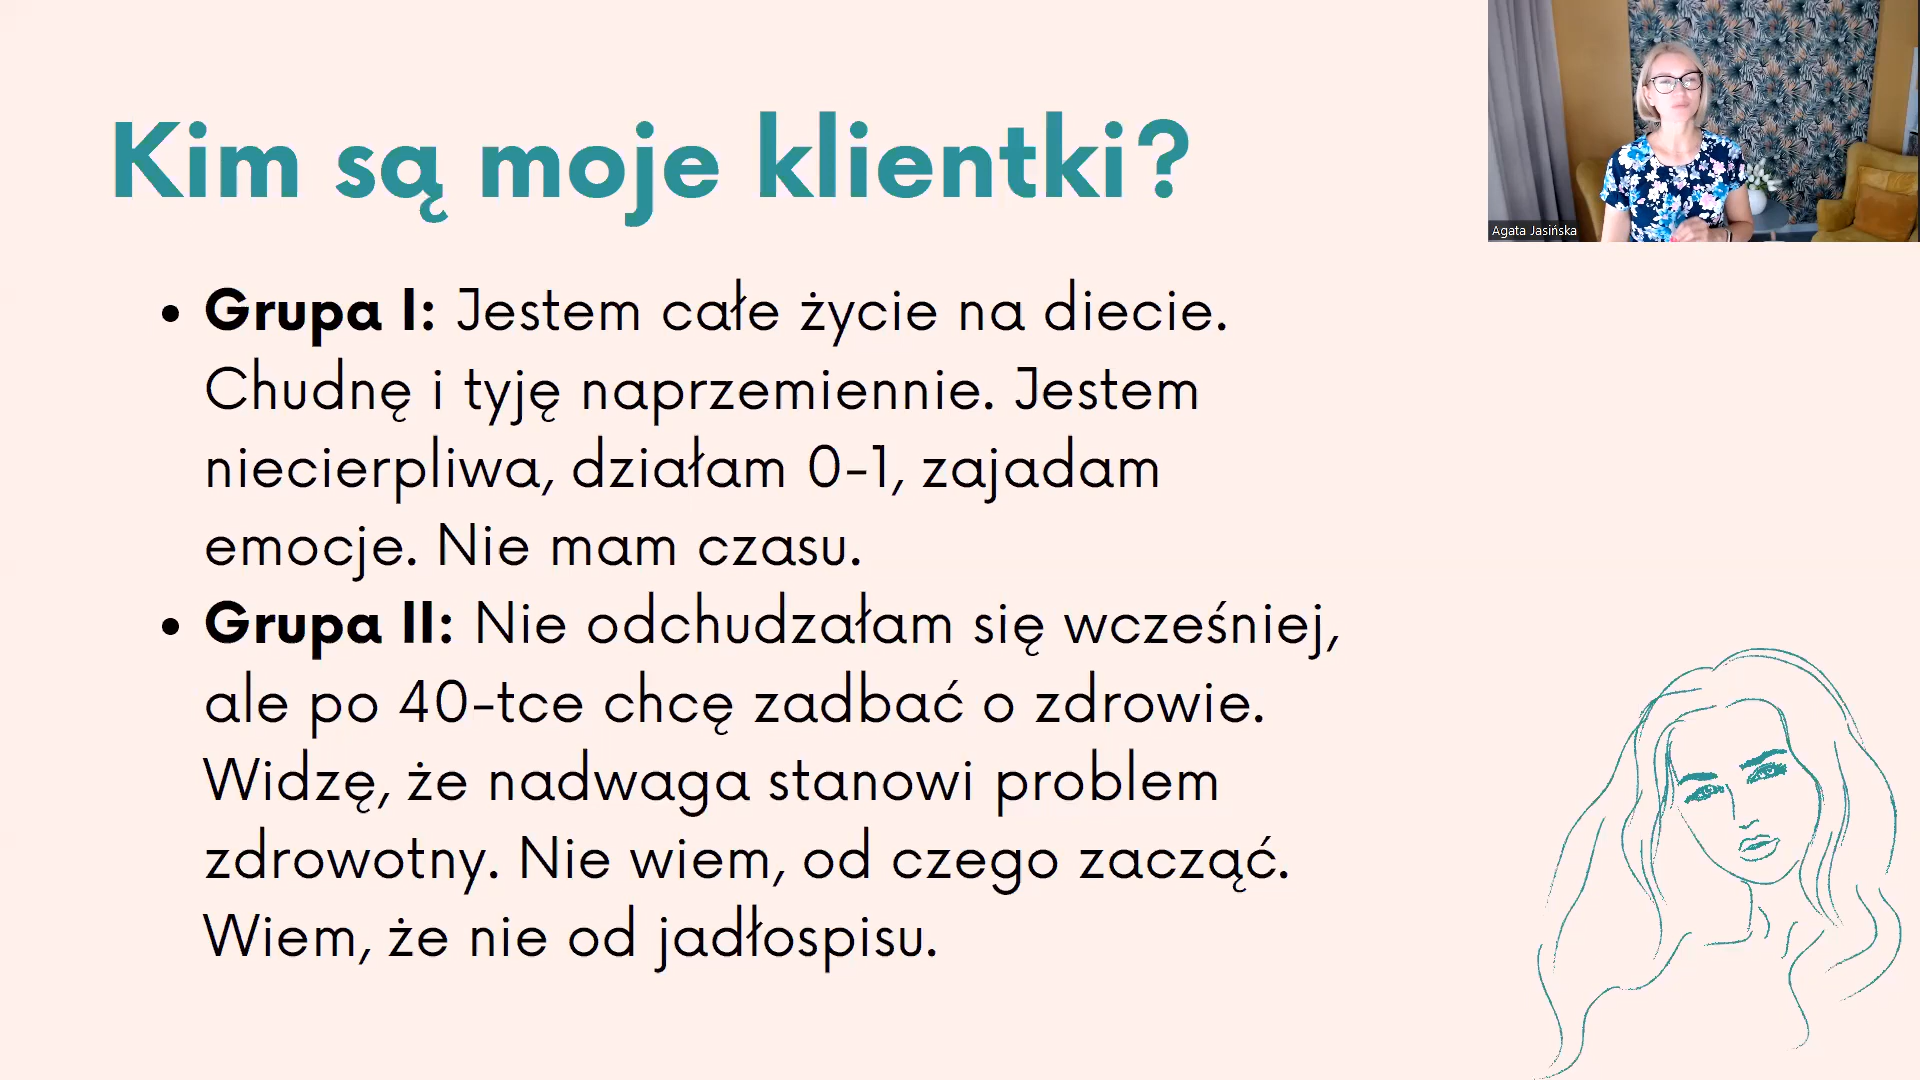 Kim są moje klientki?
Agata Jasińska
• Grupa I: Jestem całe życie na diecie.
Chudnę i tyję naprzemiennie. Jestem
niecierpliwa, działam 0-1, zajadam
emocje. Nie mam czasu.
• Grupa II: Nie odchudzałam się wcześniej,
ale po 40-tce chcę zadbać o zdrowie.
Widzę, że nadwaga stanowi problem
zdrowotny. Nie wiem, od czego zacząć.
Wiem, że nie od jadłospisu.